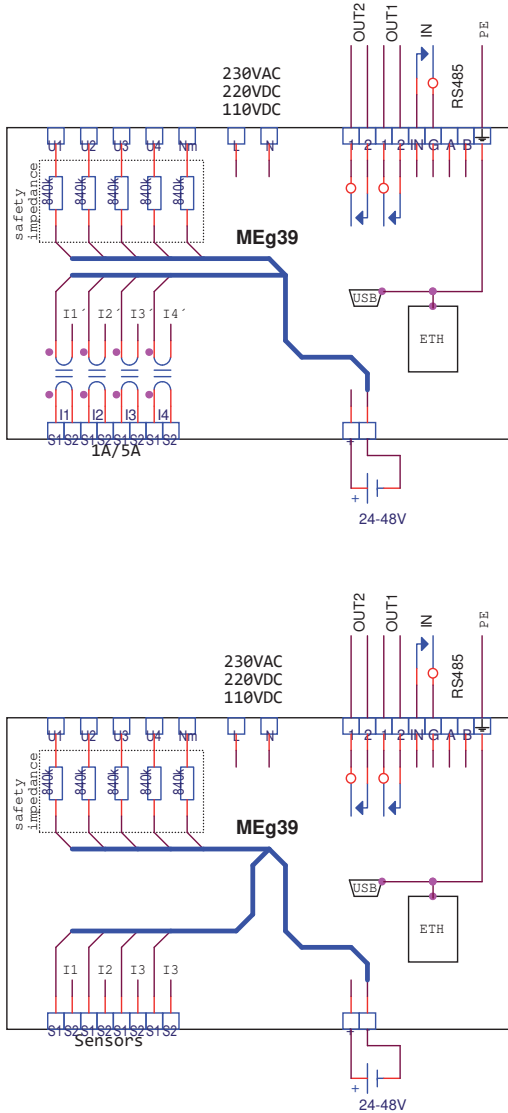 OUT2 OUT1 IN RS485 PE
230VAC
220VDC
110VDC
U1 U2 U3 U4 Nm L N 1 2 1 2 IN G A B
safety impedance
840k 840k 840k 840k 840k
MEg39
USB
ETH
I1´ I2´ I3´ I4´
I1 I2 I3 I4
S1 S2 S1 S2 S1 S2 S1 S2
1A/5A
+
+
24-48V
OUT2 OUT1 IN RS485 PE
230VAC
220VDC
110VDC
U1 U2 U3 U4 Nm L N 1 2 1 2 IN G A B
safety impedance
840k 840k 840k 840k 840k
MEg39
USB
ETH
I1 I2 I3 I3
S1 S2 S1 S2 S1 S2 S1 S2
Sensors
+
+
24-48V